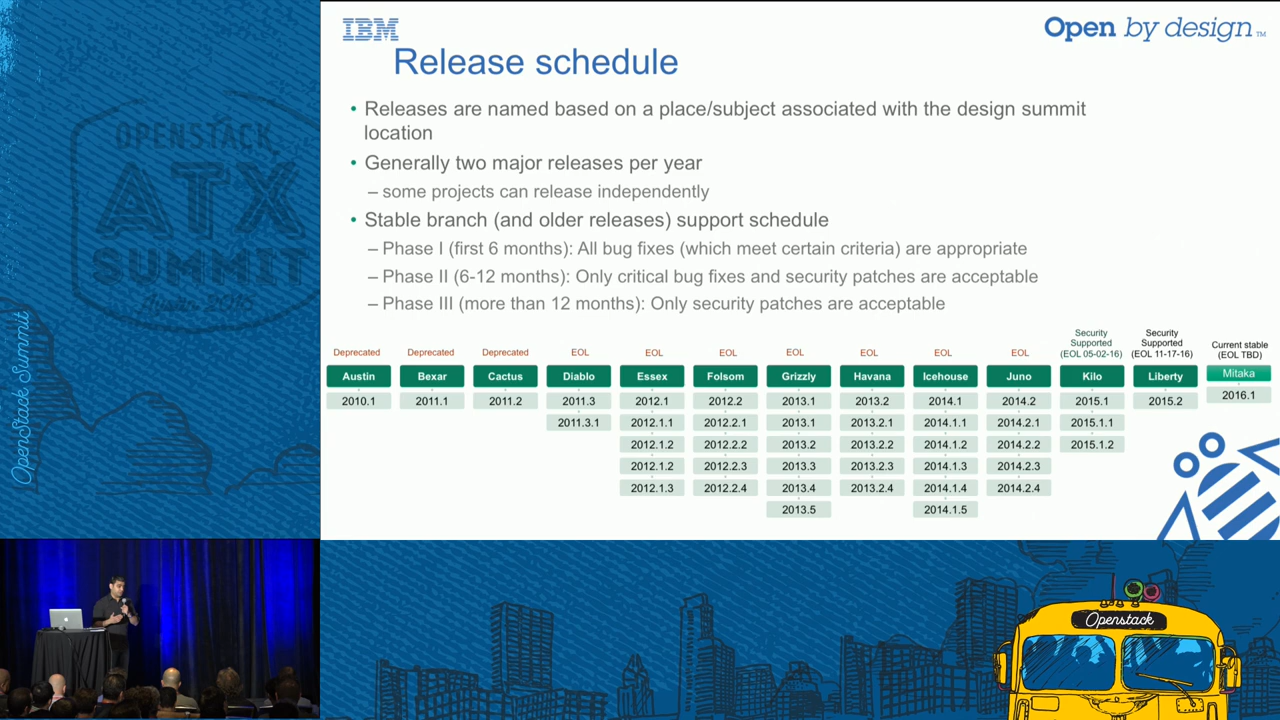 IBM
Open by design™
Release schedule
• Releases are named based on a place/subject associated with the design summit
location
• Generally two major releases per year
– some projects can release independently
• Stable branch (and older releases) support schedule
– Phase I (first 6 months): All bug fixes (which meet certain criteria) are appropriate
– Phase II (6-12 months): Only critical bug fixes and security patches are acceptable
– Phase III (more than 12 months): Only security patches are acceptable
Deprecated
Austin
2010.1
Deprecated
Bexar
2011.1
Deprecated
Cactus
2011.2
EOL
Diablo
2011.3
2011.3.1
EOL
Essex
2012.1
2012.1.1
2012.1.2
2012.1.2
2012.1.3
EOL
Folsom
2012.2
2012.2.1
2012.2.2
2012.2.3
2012.2.4
EOL
Grizzly
2013.1
2013.1
2013.2
2013.3
2013.4
2013.5
EOL
Havana
2013.2
2013.2.1
2013.2.2
2013.2.3
2013.2.4
EOL
Icehouse
2014.1
2014.1.1
2014.1.2
2014.1.3
2014.1.4
2014.1.5
EOL
Juno
2014.2
2014.2.1
2014.2.2
2014.2.3
2014.2.4
Security
Supported
(EOL 05-02-16)
Kilo
2015.1
2015.1.1
2015.1.2
Security
Supported
(EOL 11-17-16)
Liberty
2015.2
Current stable
(EOL TBD)
Mitaka
2016.1
OPENSTACK
ATX
SUMMIT
Austin 2016
OpenStack Summit
Openstack